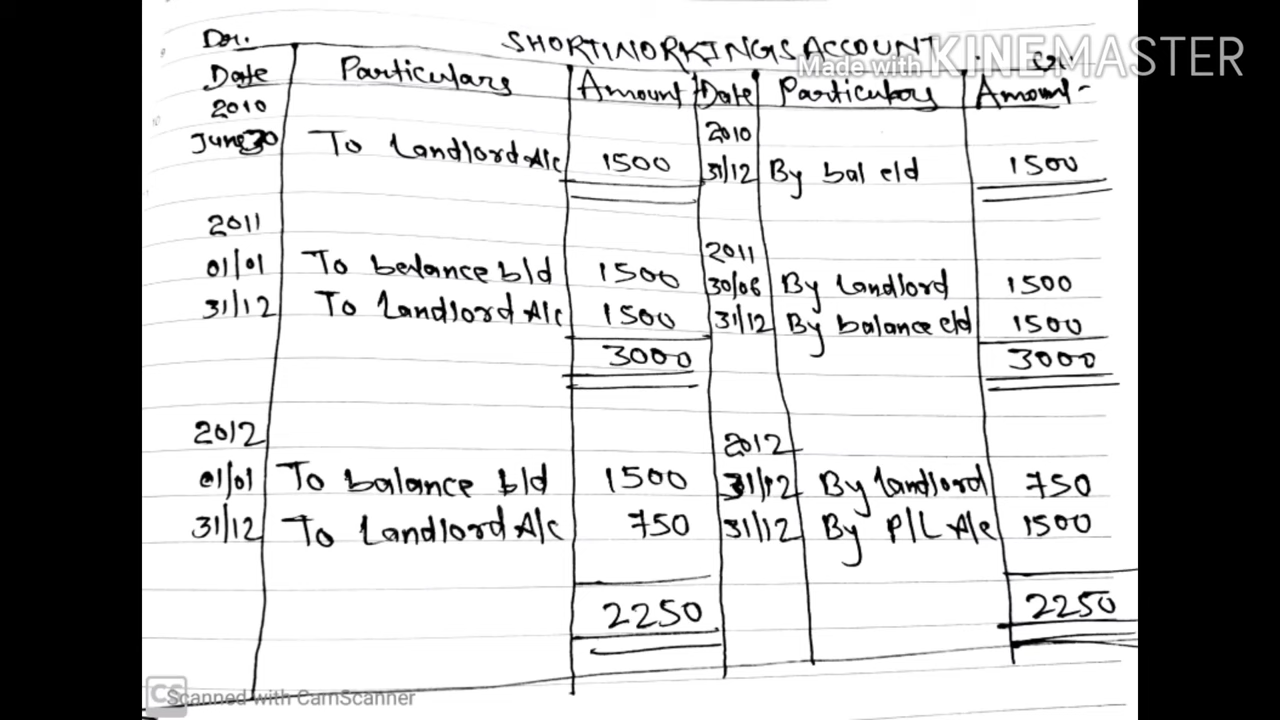 Dr. SHORTWORKINGS ACCOUNT Cr.
Made with KINEMASTER
Date Particulars Amount Date Particulars Amount
2010 2010
June 30 To Landlord A/c 1500 31/12 By bal c/d 1500
2011 2011
01/01 To balance b/d 1500 30/06 By Landlord 1500
31/12 To Landlord A/c 1500 31/12 By balance c/d 1500
3000 3000
2012 2012
01/01 To balance b/d 1500 31/12 By Landlord 750
31/12 To Landlord A/c 750 31/12 By P/L A/c 1500
2250 2250
CS Scanned with CamScanner